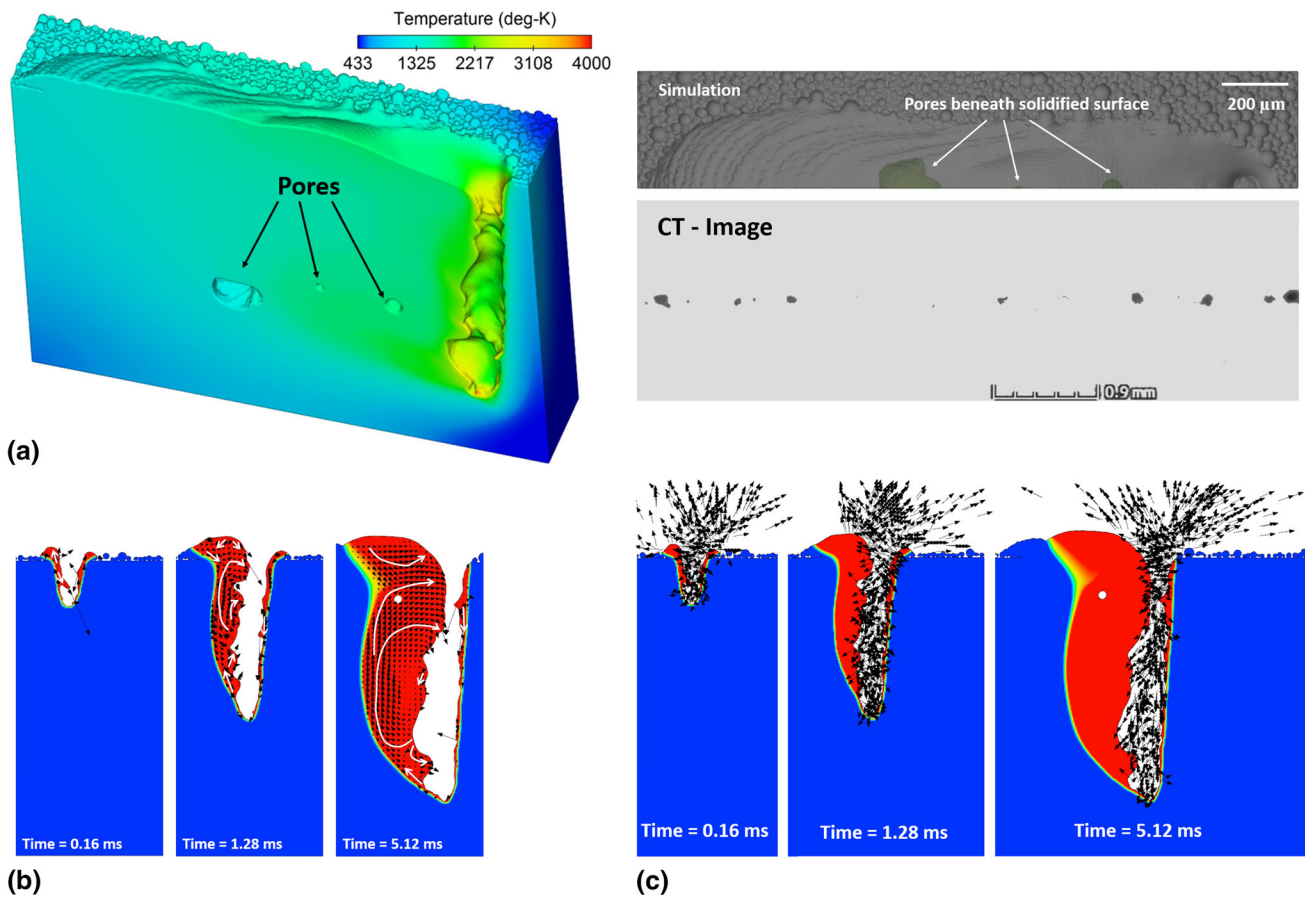 Temperature (deg-K)
433 1325 2217 3108 4000
Pores
(a)
Simulation
Pores beneath solidified surface
200 µm
CT - Image
0.9 mm
Time = 0.16 ms
Time = 1.28 ms
Time = 5.12 ms
(b)
Time = 0.16 ms
Time = 1.28 ms
Time = 5.12 ms
(c)